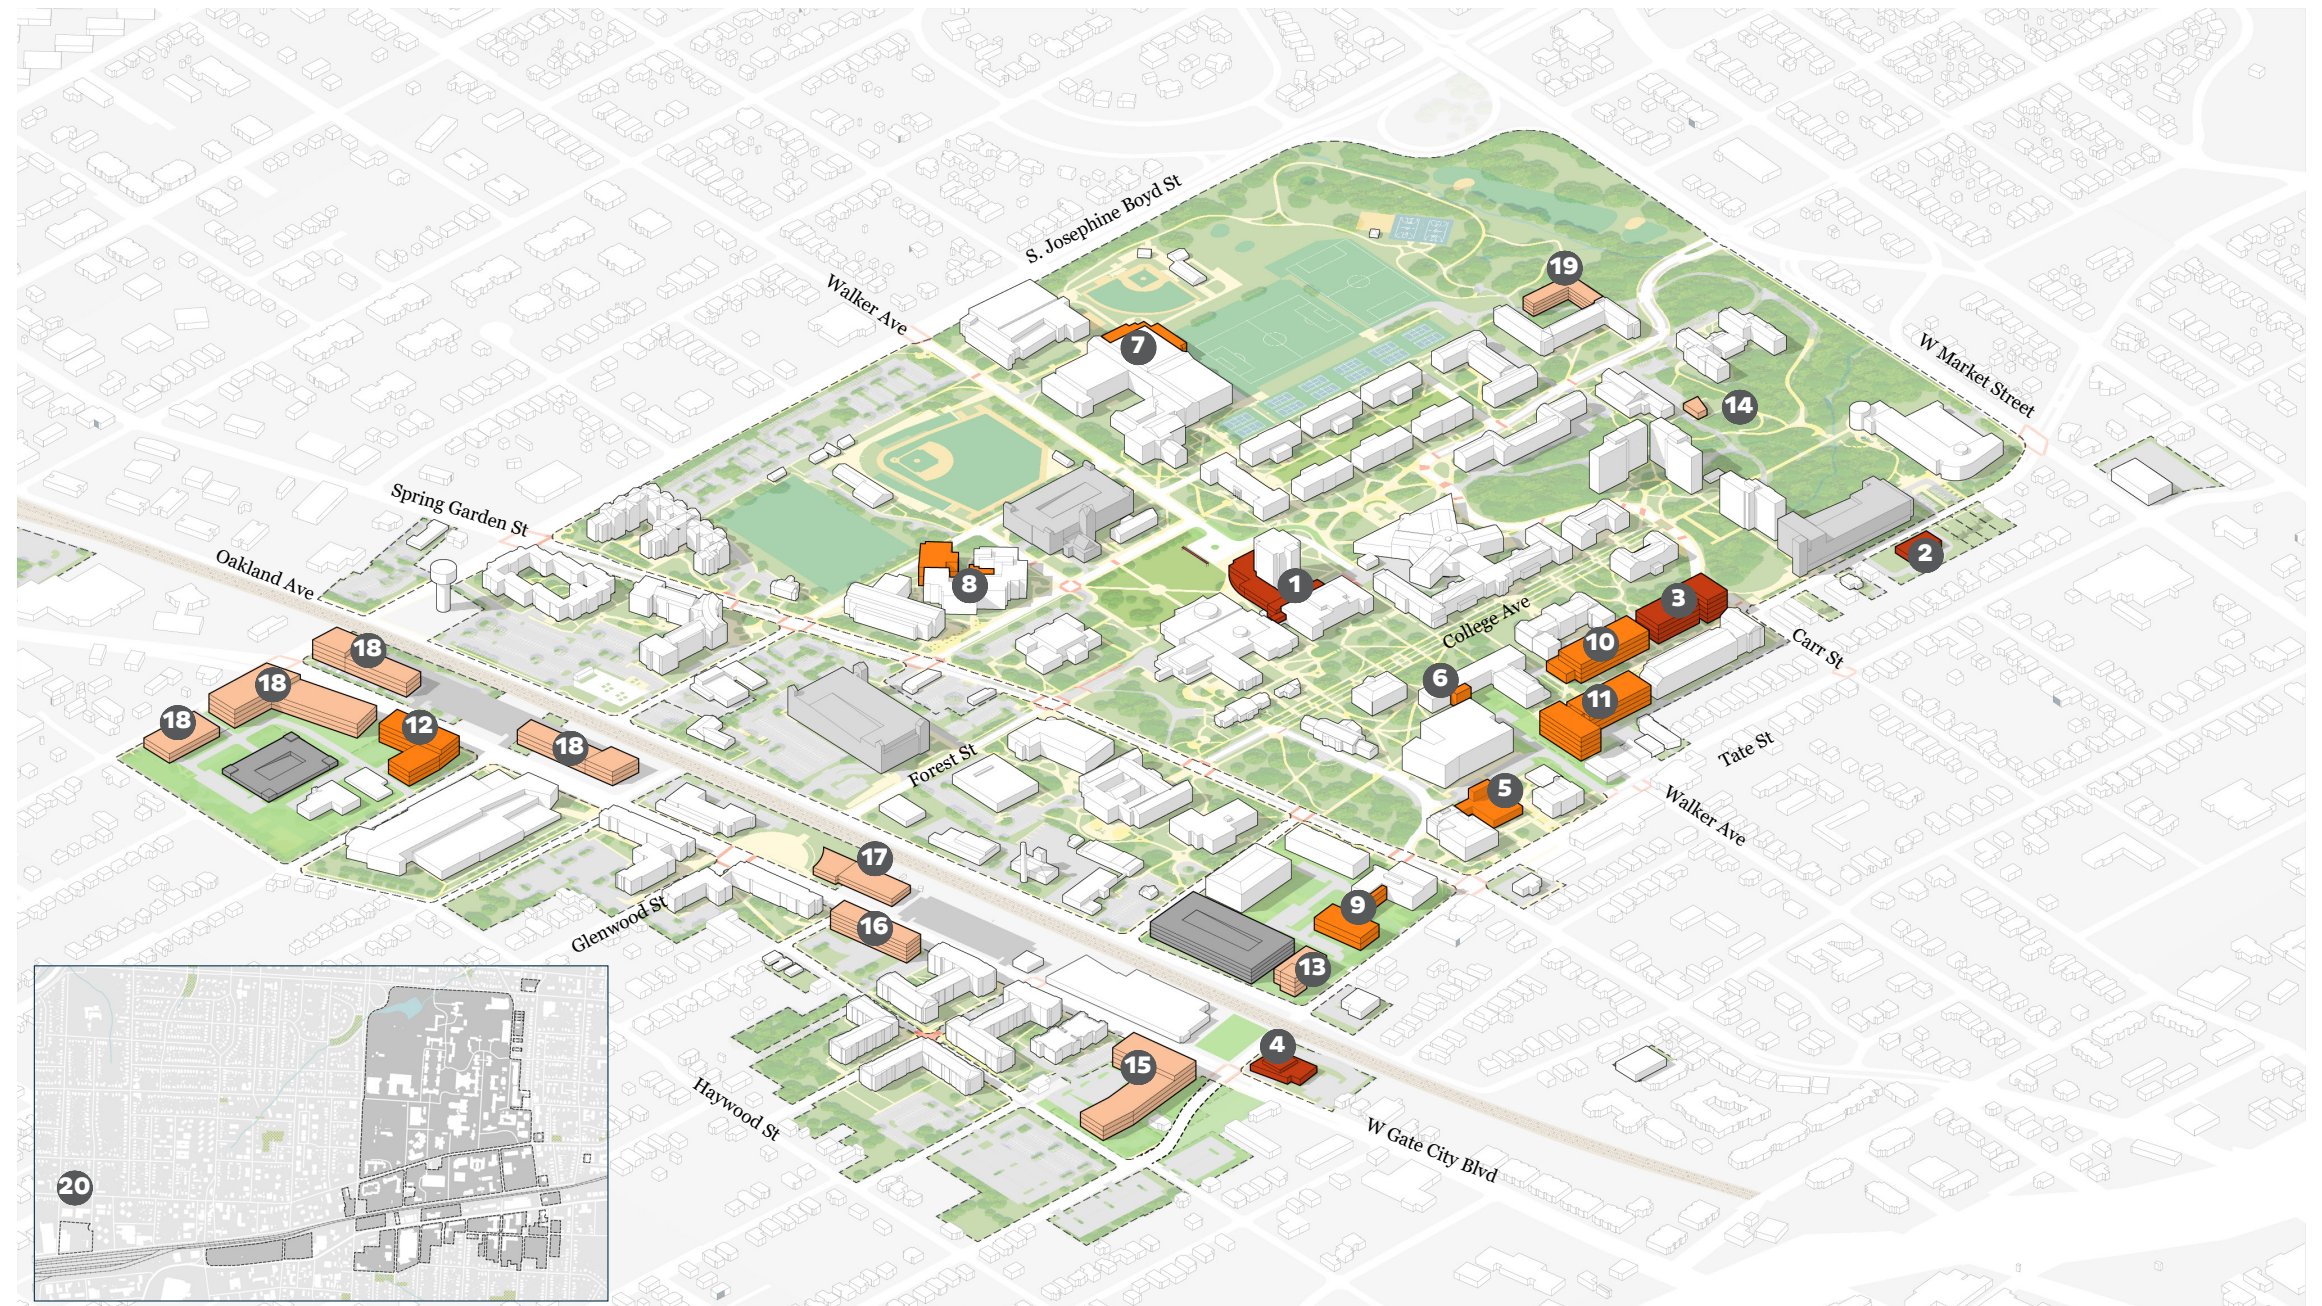 S. Josephine Boyd St
Walker Ave
19
7
W Market Street
14
Spring Garden St
Oakland Ave
2
8
1
3
College Ave
10
Carr St
18
18
6
11
18
12
18
Tate St
Forest St
5
Walker Ave
17
9
Glenwood St
16
13
4
15
Haywood St
W Gate City Blvd
20